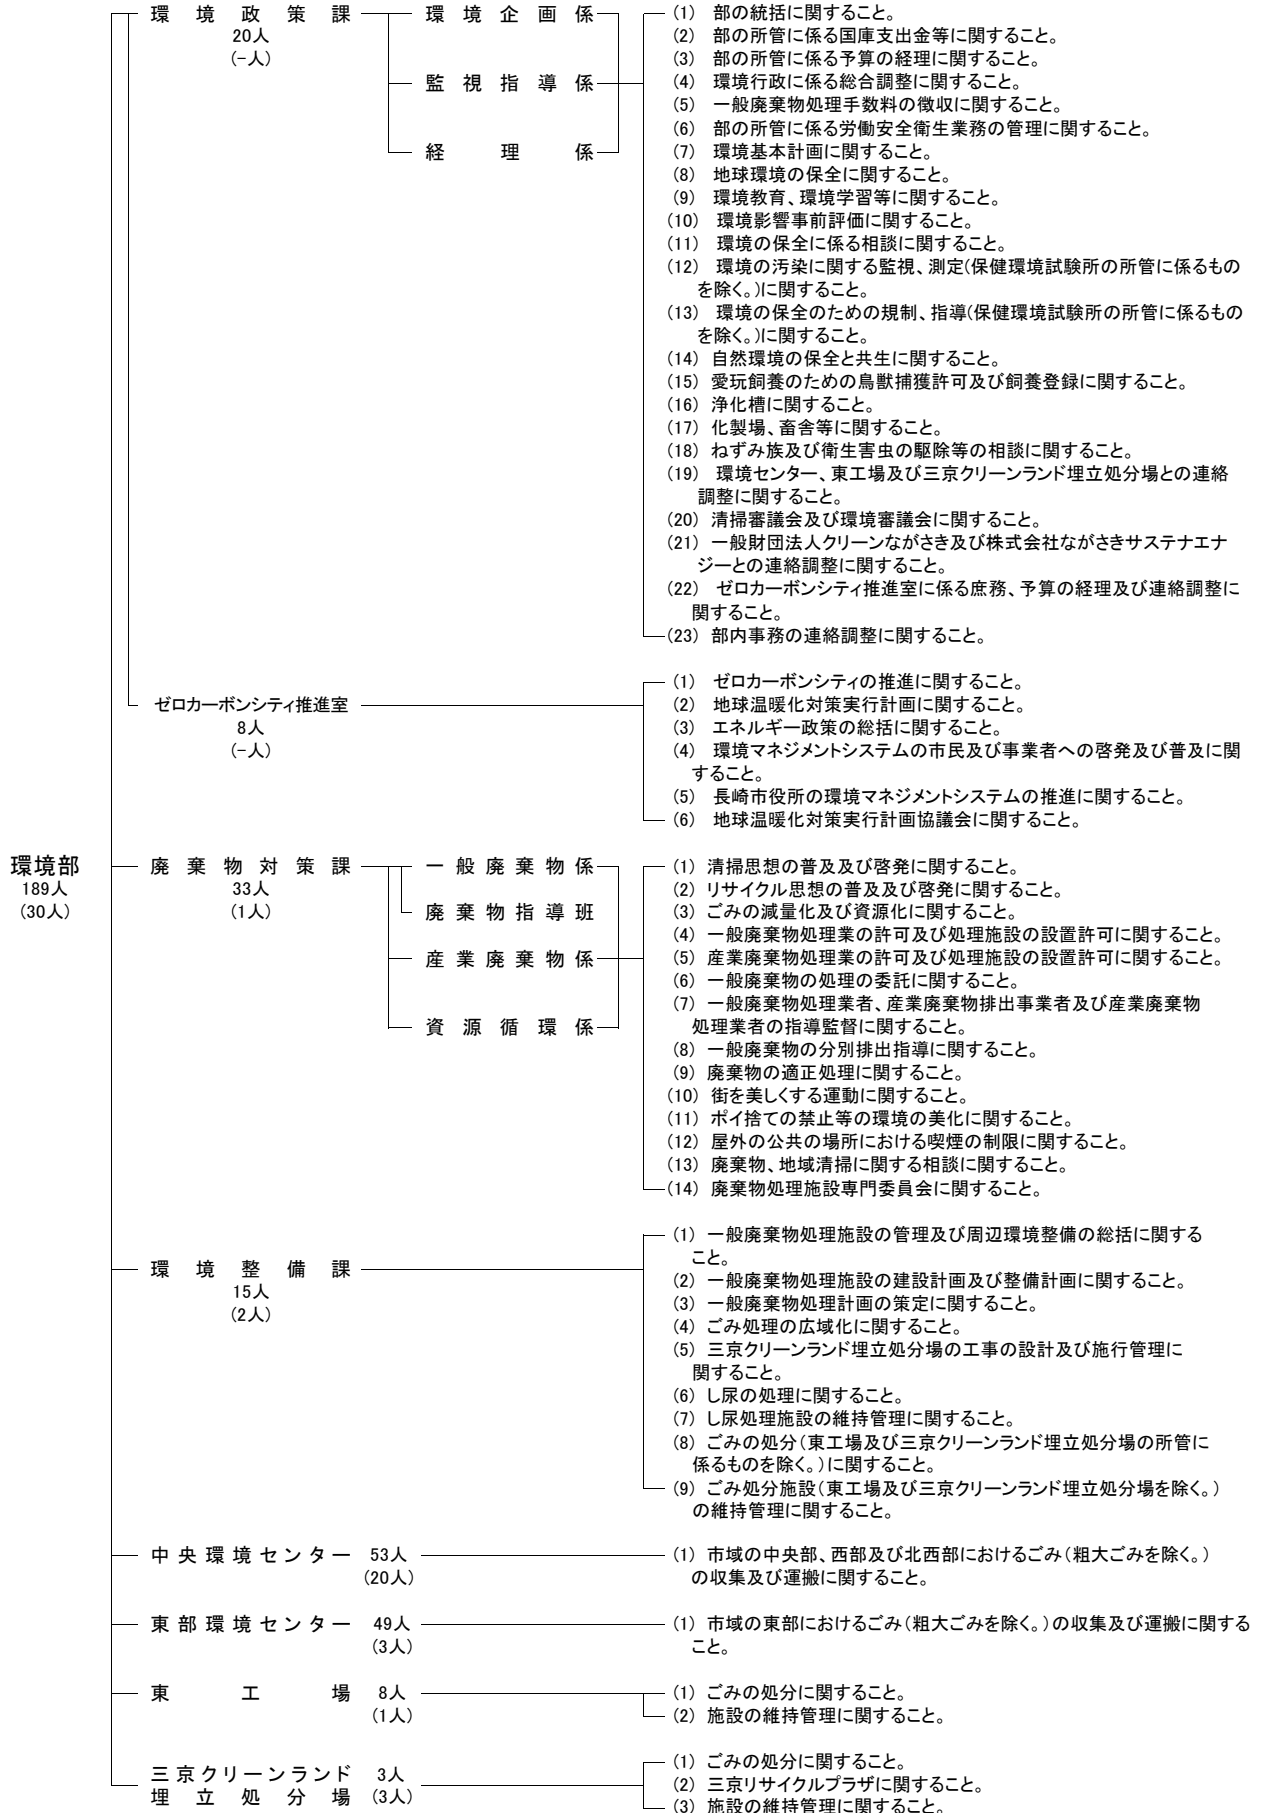 環境部
189人
(30人)
環境政策課
20人
(-人)
環境企画係
監視指導係
経理係
(1) 部の統括に関すること。
(2) 部の所管に係る国庫支出金等に関すること。
(3) 部の所管に係る予算の経理に関すること。
(4) 環境行政に係る総合調整に関すること。
(5) 一般廃棄物処理手数料の徴収に関すること。
(6) 部の所管に係る労働安全衛生業務の管理に関すること。
(7) 環境基本計画に関すること。
(8) 地球環境の保全に関すること。
(9) 環境教育、環境学習等に関すること。
(10) 環境影響事前評価に関すること。
(11) 環境の保全に係る相談に関すること。
(12) 環境の汚染に関する監視、測定(保健環境試験所の所管に係るもの
を除く。)に関すること。
(13) 環境の保全のための規制、指導(保健環境試験所の所管に係るもの
を除く。)に関すること。
(14) 自然環境の保全と共生に関すること。
(15) 愛玩飼養のための鳥獣捕獲許可及び飼養登録に関すること。
(16) 浄化槽に関すること。
(17) 化製場、畜舎等に関すること。
(18) ねずみ族及び衛生害虫の駆除等の相談に関すること。
(19) 環境センター、東工場及び三京クリーンランド埋立処分場との連絡
調整に関すること。
(20) 清掃審議会及び環境審議会に関すること。
(21) 一般財団法人クリーンながさき及び株式会社ながさきサステナエナ
ジーとの連絡調整に関すること。
(22) ゼロカーボンシティ推進室に係る庶務、予算の経理及び連絡調整に
関すること。
(23) 部内事務の連絡調整に関すること。
ゼロカーボンシティ推進室
8人
(-人)
(1) ゼロカーボンシティの推進に関すること。
(2) 地球温暖化対策実行計画に関すること。
(3) エネルギー政策の総括に関すること。
(4) 環境マネジメントシステムの市民及び事業者への啓発及び普及に関
すること。
(5) 長崎市役所の環境マネジメントシステムの推進に関すること。
(6) 地球温暖化対策実行計画協議会に関すること。
廃棄物対策課
33人
(1人)
一般廃棄物係
廃棄物指導班
産業廃棄物係
資源循環係
(1) 清掃思想の普及及び啓発に関すること。
(2) リサイクル思想の普及及び啓発に関すること。
(3) ごみの減量化及び資源化に関すること。
(4) 一般廃棄物処理業の許可及び処理施設の設置許可に関すること。
(5) 産業廃棄物処理業の許可及び処理施設の設置許可に関すること。
(6) 一般廃棄物の処理の委託に関すること。
(7) 一般廃棄物処理業者、産業廃棄物排出事業者及び産業廃棄物
処理業者の指導監督に関すること。
(8) 一般廃棄物の分別排出指導に関すること。
(9) 廃棄物の適正処理に関すること。
(10) 街を美しくする運動に関すること。
(11) ポイ捨ての禁止等の環境の美化に関すること。
(12) 屋外の公共の場所における喫煙の制限に関すること。
(13) 廃棄物、地域清掃に関する相談に関すること。
(14) 廃棄物処理施設専門委員会に関すること。
環境整備課
15人
(2人)
(1) 一般廃棄物処理施設の管理及び周辺環境整備の総括に関する
こと。
(2) 一般廃棄物処理施設の建設計画及び整備計画に関すること。
(3) 一般廃棄物処理計画の策定に関すること。
(4) ごみ処理の広域化に関すること。
(5) 三京クリーンランド埋立処分場の工事の設計及び施行管理に
関すること。
(6) し尿の処理に関すること。
(7) し尿処理施設の維持管理に関すること。
(8) ごみの処分(東工場及び三京クリーンランド埋立処分場の所管に
係るものを除く。)に関すること。
(9) ごみ処分施設(東工場及び三京クリーンランド埋立処分場を除く。)
の維持管理に関すること。
中央環境センター 53人
(20人)
(1) 市域の中央部、西部及び北西部におけるごみ(粗大ごみを除く。)
の収集及び運搬に関すること。
東部環境センター 49人
(3人)
(1) 市域の東部におけるごみ(粗大ごみを除く。)の収集及び運搬に関する
こと。
東工場 8人
(1人)
(1) ごみの処分に関すること。
(2) 施設の維持管理に関すること。
三京クリーンランド 3人
埋立処分場 (3人)
(1) ごみの処分に関すること。
(2) 三京リサイクルプラザに関すること。
(3) 施設の維持管理に関すること。